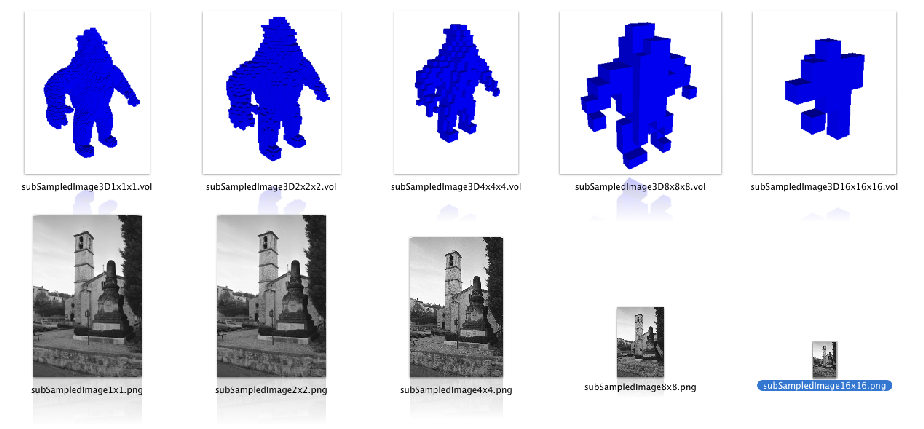 subSampledImage3D1x1x1.vol
subSampledImage3D2x2x2.vol
subSampledImage3D4x4x4.vol
subSampledImage3D8x8x8.vol
subSampledImage3D16x16x16.vol
subSampledImage1x1.png
subSampledImage2x2.png
subSampledImage4x4.png
subSampledImage8x8.png
subSampledImage16x16.png